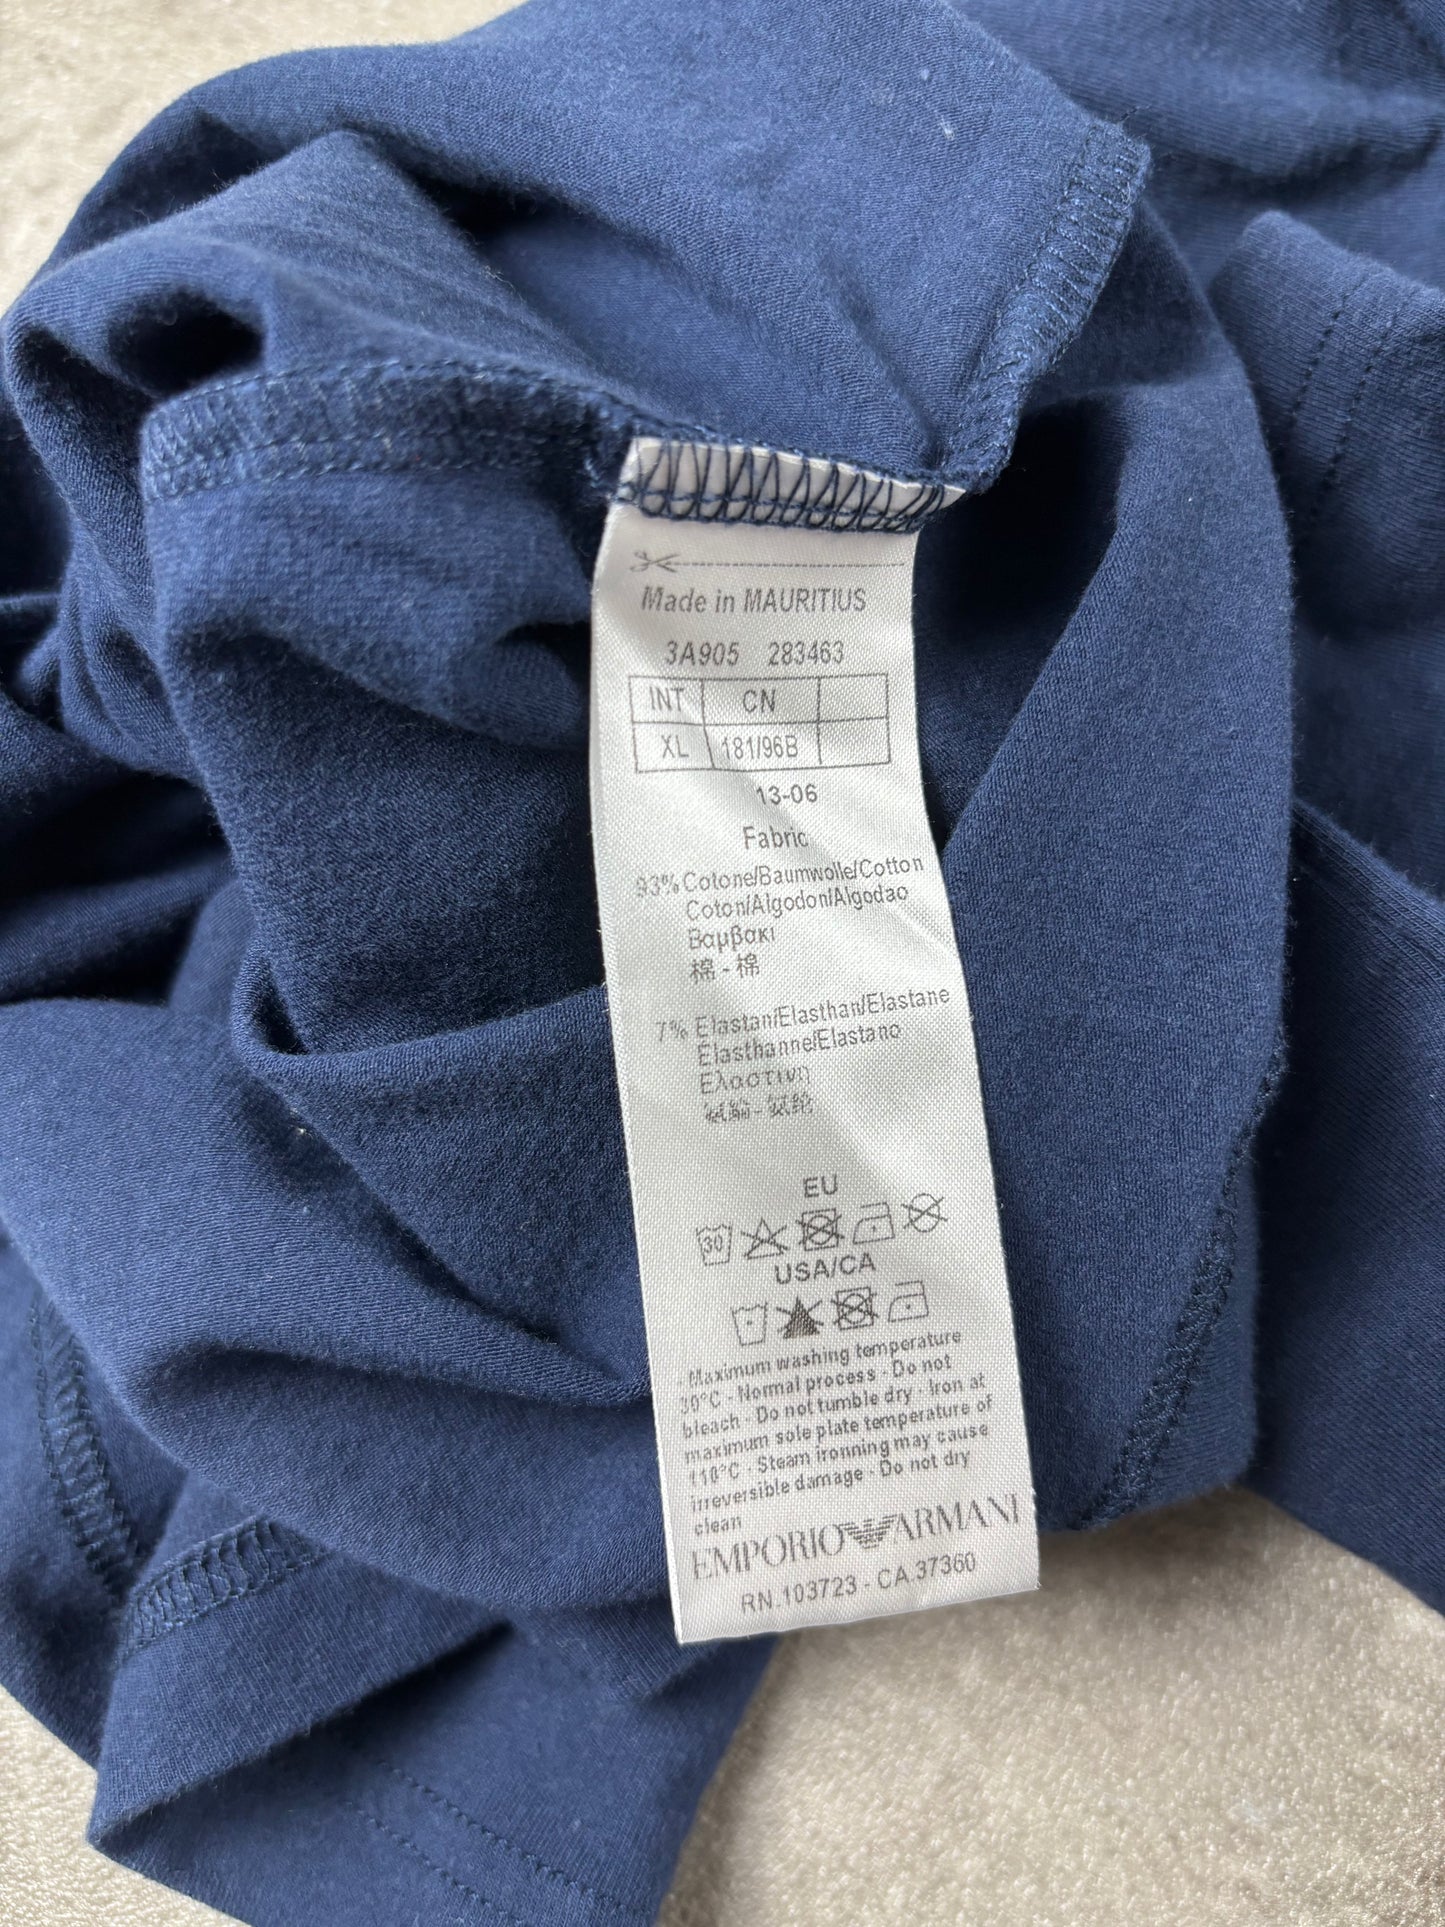 Made in MAURITIUS
3A905 283463
INT CN
XL 181/96B
13-06
Fabric
93% Cotone/Baumwolle/Cotton
Coton/Algodon/Algodao
Βαμβακι
棉 - 棉
7% Elastan/Elasthan/Elastane
Elasthanne/Elastano
Ελαστινη
EU
30
USA/CA
- Maximum washing temperature
30°C - Normal process - Do not
bleach - Do not tumble dry - Iron at
maximum sole plate temperature of
110°C - Steam ironning may cause
irreversible damage - Do not dry
clean
EMPORIO ARMANI
RN.103723 - CA.37360